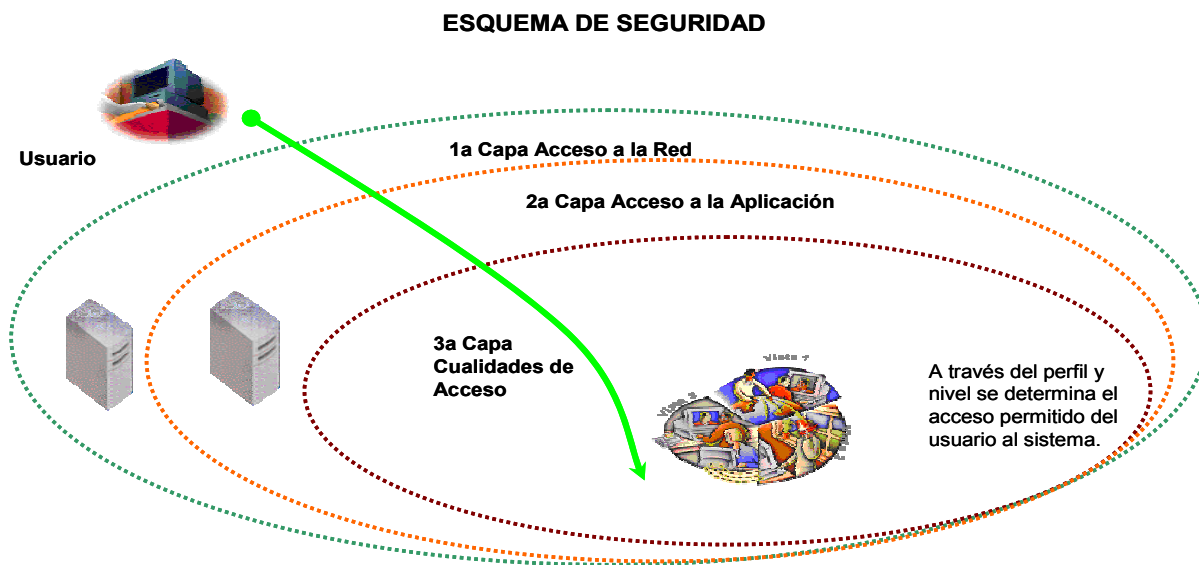 ESQUEMA DE SEGURIDAD
Usuario
1a Capa Acceso a la Red
2a Capa Acceso a la Aplicación
3a Capa
Cualidades de
Acceso
A través del perfil y
nivel se determina el
acceso permitido del
usuario al sistema.